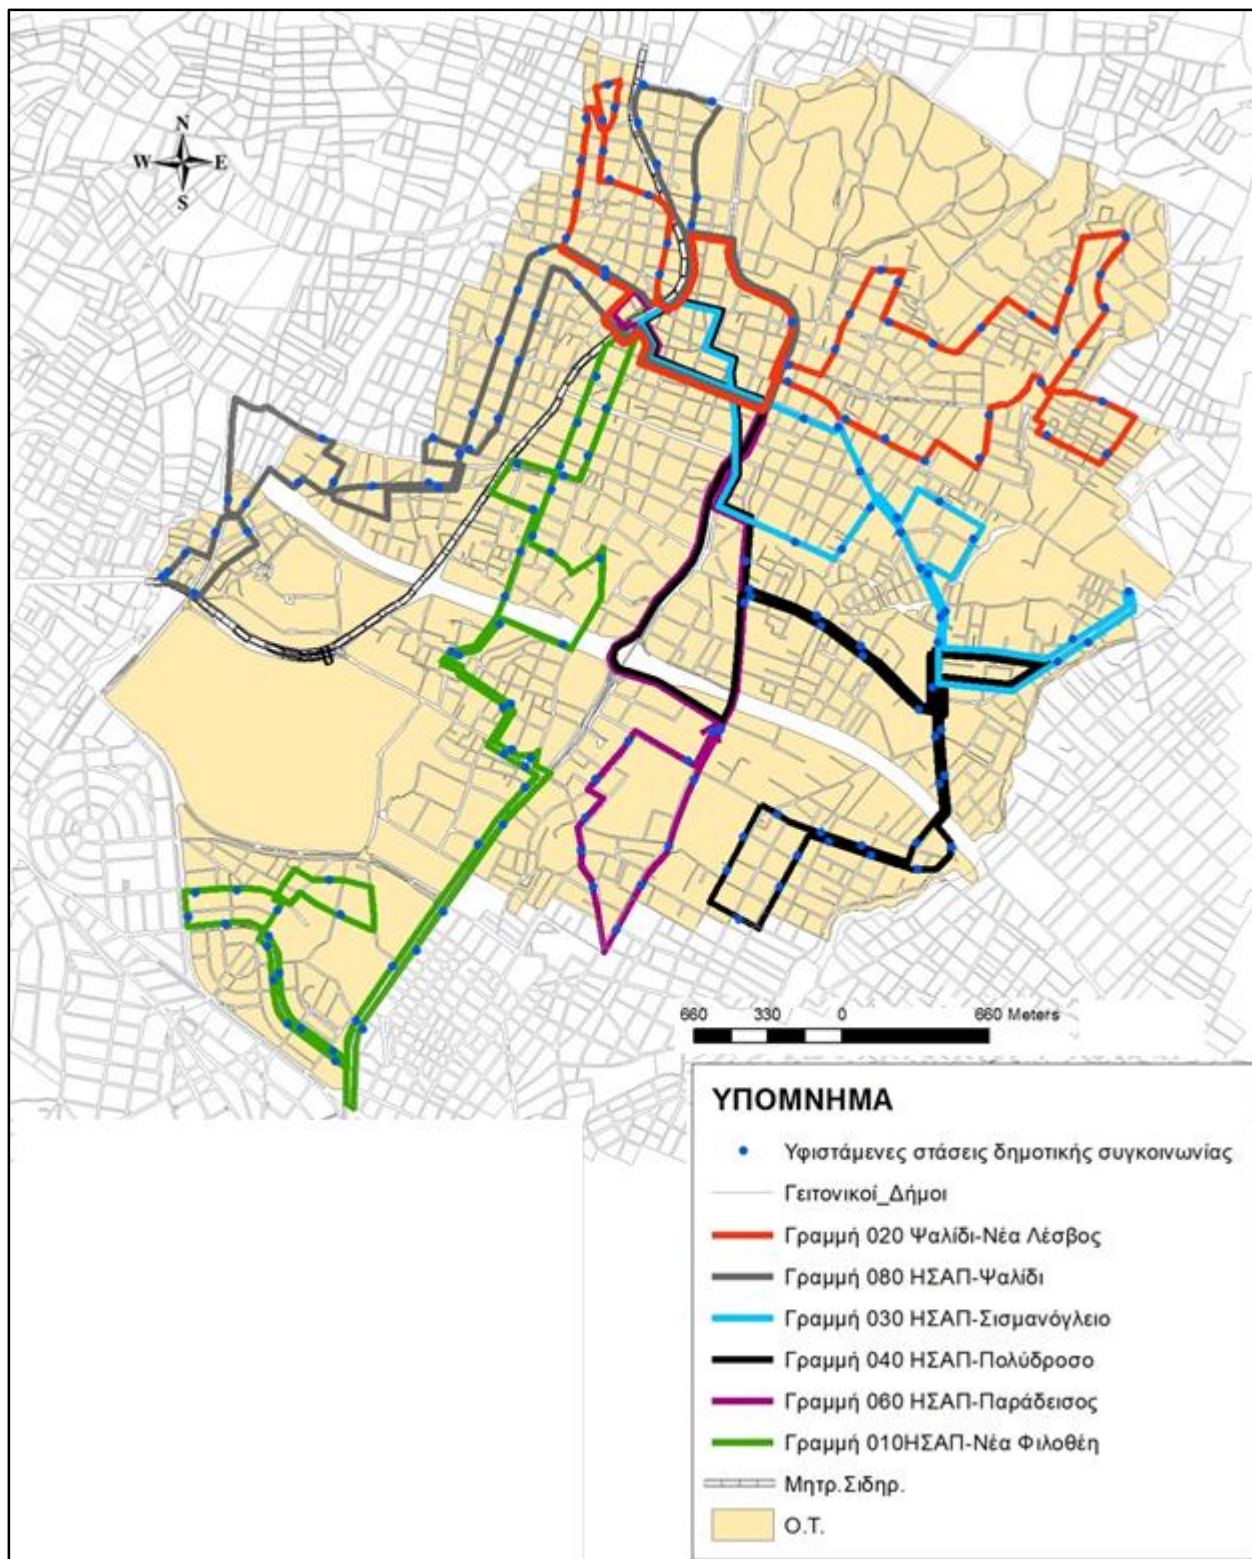 N
W E
S
660 330 0 660 Meters
ΥΠΟΜΝΗΜΑ
Υφιστάμενες στάσεις δημοτικής συγκοινωνίας
Γειτονικοί_Δήμοι
Γραμμή 020 Ψαλίδι-Νέα Λέσβος
Γραμμή 080 ΗΣΑΠ-Ψαλίδι
Γραμμή 030 ΗΣΑΠ-Σισμανόγλειο
Γραμμή 040 ΗΣΑΠ-Πολύδροσο
Γραμμή 060 ΗΣΑΠ-Παράδεισος
Γραμμή 010ΗΣΑΠ-Νέα Φιλοθέη
Μητρ.Σιδηρ.
Ο.Τ.